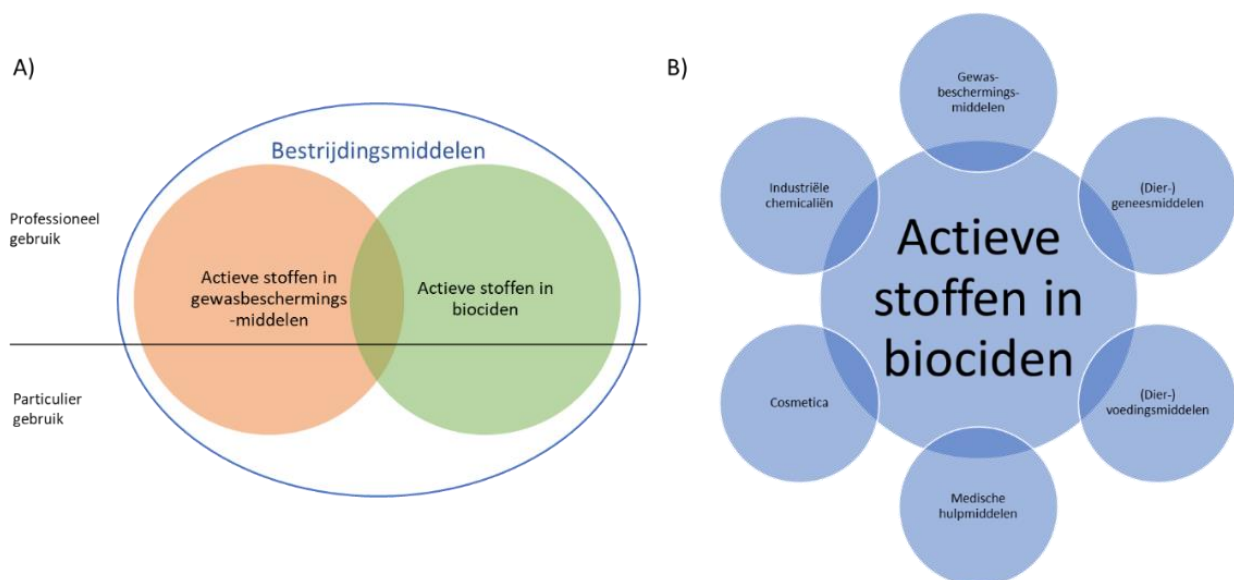 A)
Bestrijdingsmiddelen
Professioneel
gebruik
Actieve stoffen in
gewasbeschermings
-middelen
Actieve stoffen in
biociden
Particulier
gebruik
B)
Gewas-
beschermings-
middelen
Industriële
chemicaliën
(Dier-)
geneesmiddelen
Actieve
stoffen in
biociden
Cosmetica
(Dier-)
voedingsmiddelen
Medische
hulpmiddelen